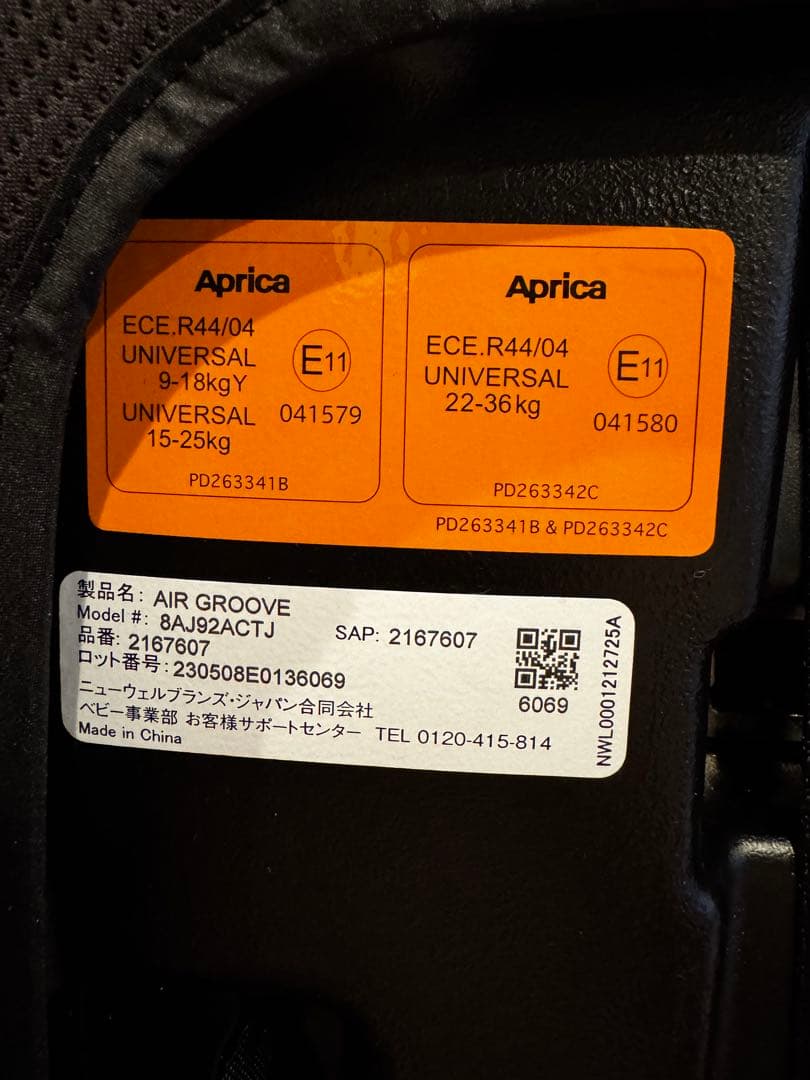 Aprica
ECE.R44/04
UNIVERSAL
9-18kgY
UNIVERSAL
15-25kg
E11
041579
PD263341B
Aprica
ECE.R44/04
UNIVERSAL
22-36kg
E11
041580
PD263342C
PD263341B & PD263342C
製品名: AIR GROOVE
Model #: 8AJ92ACTJ
品番: 2167607
SAP: 2167607
ロット番号:230508E0136069
ニューウェルブランズ・ジャパン合同会社
ベビー事業部 お客様サポートセンター TEL 0120-415-814
Made in China
6069
NWL0001212725A